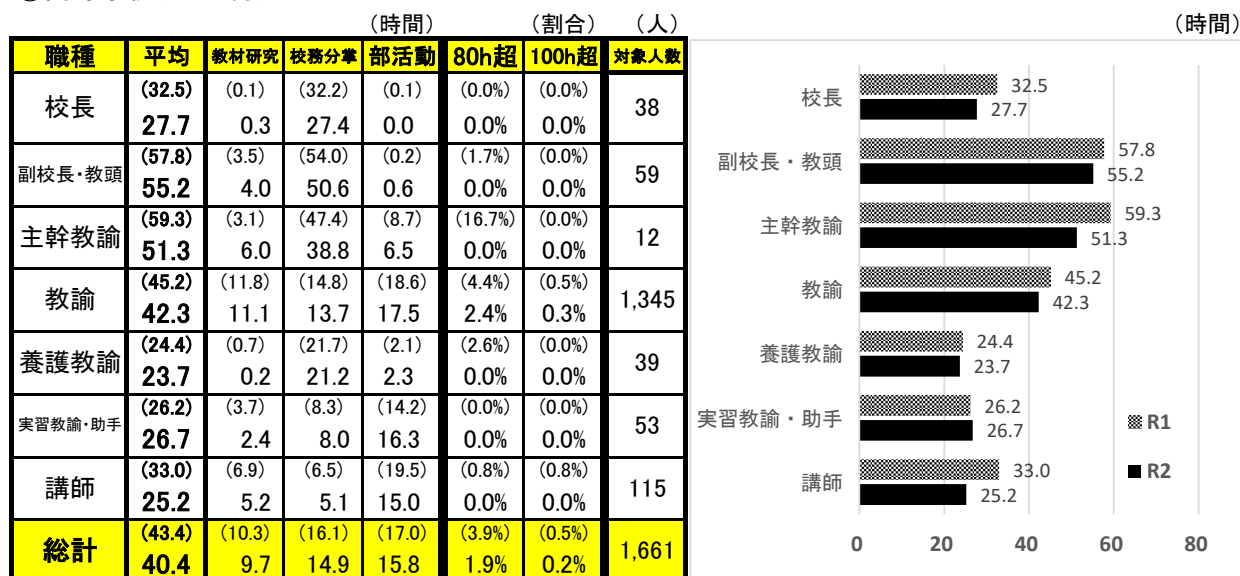 （時間） （割合） （人）
職種 平均 教材研究 校務分掌 部活動 80h超 100h超 対象人数
校長 (32.5) (0.1) (32.2) (0.1) (0.0%) (0.0%) 38
27.7 0.3 27.4 0.0 0.0% 0.0%
副校長・教頭 (57.8) (3.5) (54.0) (0.2) (1.7%) (0.0%) 59
55.2 4.0 50.6 0.6 0.0% 0.0%
主幹教諭 (59.3) (3.1) (47.4) (8.7) (16.7%) (0.0%) 12
51.3 6.0 38.8 6.5 0.0% 0.0%
教諭 (45.2) (11.8) (14.8) (18.6) (4.4%) (0.5%) 1,345
42.3 11.1 13.7 17.5 2.4% 0.3%
養護教諭 (24.4) (0.7) (21.7) (2.1) (2.6%) (0.0%) 39
23.7 0.2 21.2 2.3 0.0% 0.0%
実習教諭・助手 (26.2) (3.7) (8.3) (14.2) (0.0%) (0.0%) 53
26.7 2.4 8.0 16.3 0.0% 0.0%
講師 (33.0) (6.9) (6.5) (19.5) (0.8%) (0.8%) 115
25.2 5.2 5.1 15.0 0.0% 0.0%
総計 (43.4) (10.3) (16.1) (17.0) (3.9%) (0.5%) 1,661
40.4 9.7 14.9 15.8 1.9% 0.2%
（時間）
校長 32.5
27.7
副校長・教頭 57.8
55.2
主幹教諭 59.3
51.3
教諭 45.2
42.3
養護教諭 24.4
23.7
実習教諭・助手 26.2
26.7
講師 33.0
25.2
R1
R2
0 20 40 60 80